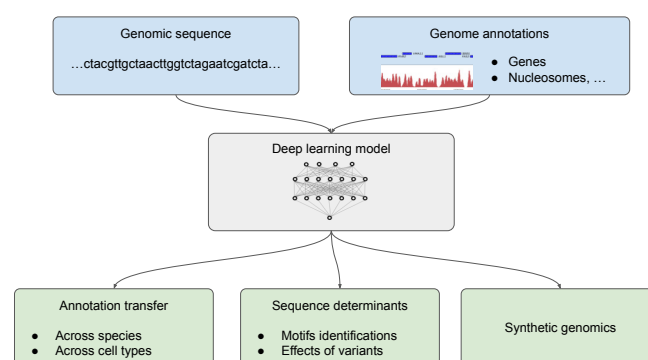 Genomic sequence
…ctacgttgctaacttggtctagaatcgatcta…
Genome annotations
● Genes
● Nucleosomes, …
Deep learning model
Annotation transfer
● Across species
● Across cell types
Sequence determinants
● Motifs identifications
● Effects of variants
Synthetic genomics